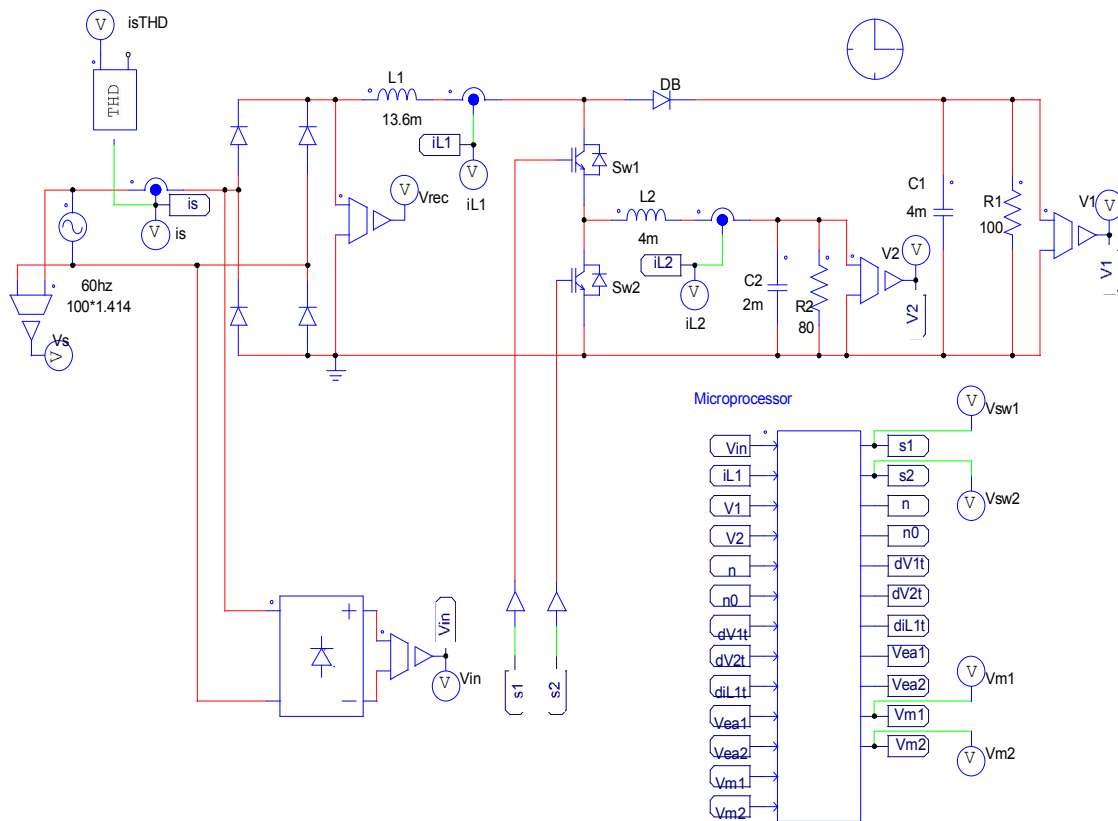 V
isTHD
THD
L1
13.6m
DB
iL1
V
iL1
V
Vrec
Sw1
is
V
is
L2
4m
iL2
V
iL2
C1
4m
R1
100
V
V1
V1
V
V2
V2
C2
2m
R2
80
Sw2
60hz
100*1.414
V
Vs
Microprocessor
V
Vsw1
V
Vsw2
Vin
iL1
V1
V2
n
n0
dV1t
dV2t
diL1t
Vea1
Vea2
Vm1
Vm2
s1
s2
n
n0
dV1t
dV2t
diL1t
Vea1
Vea2
Vm1
Vm2
V
Vm1
V
Vm2
+
−
Vin
V
Vin
s1
s2